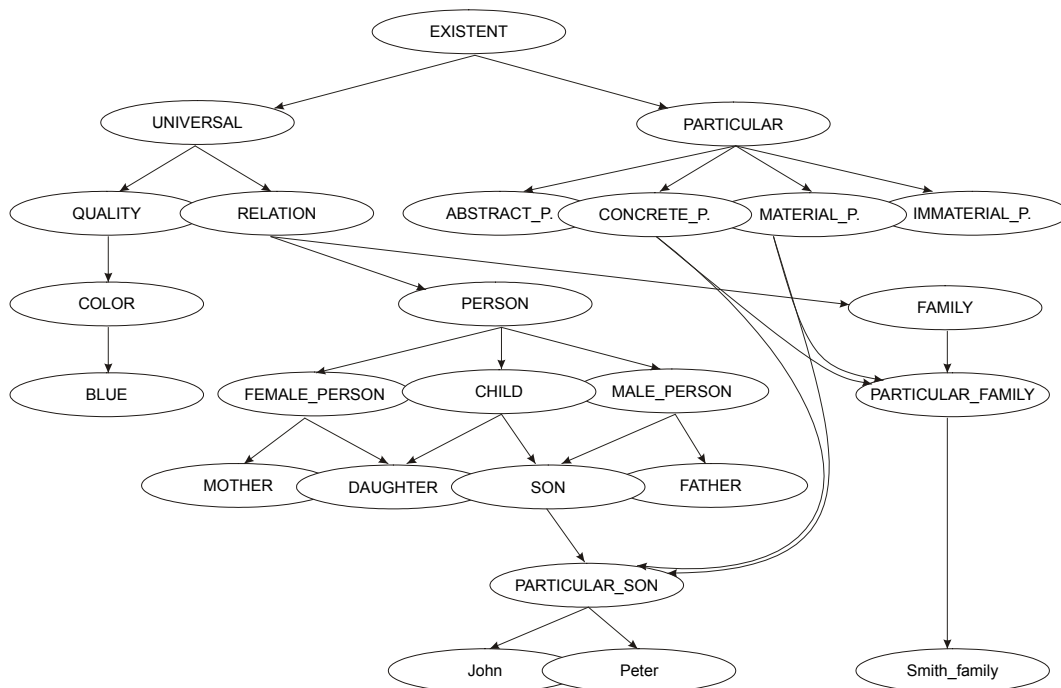 EXISTENT
UNIVERSAL
PARTICULAR
QUALITY
RELATION
ABSTRACT_P.
CONCRETE_P.
MATERIAL_P.
IMMATERIAL_P.
COLOR
PERSON
FAMILY
BLUE
FEMALE_PERSON
CHILD
MALE_PERSON
PARTICULAR_FAMILY
MOTHER
DAUGHTER
SON
FATHER
PARTICULAR_SON
John
Peter
Smith_family